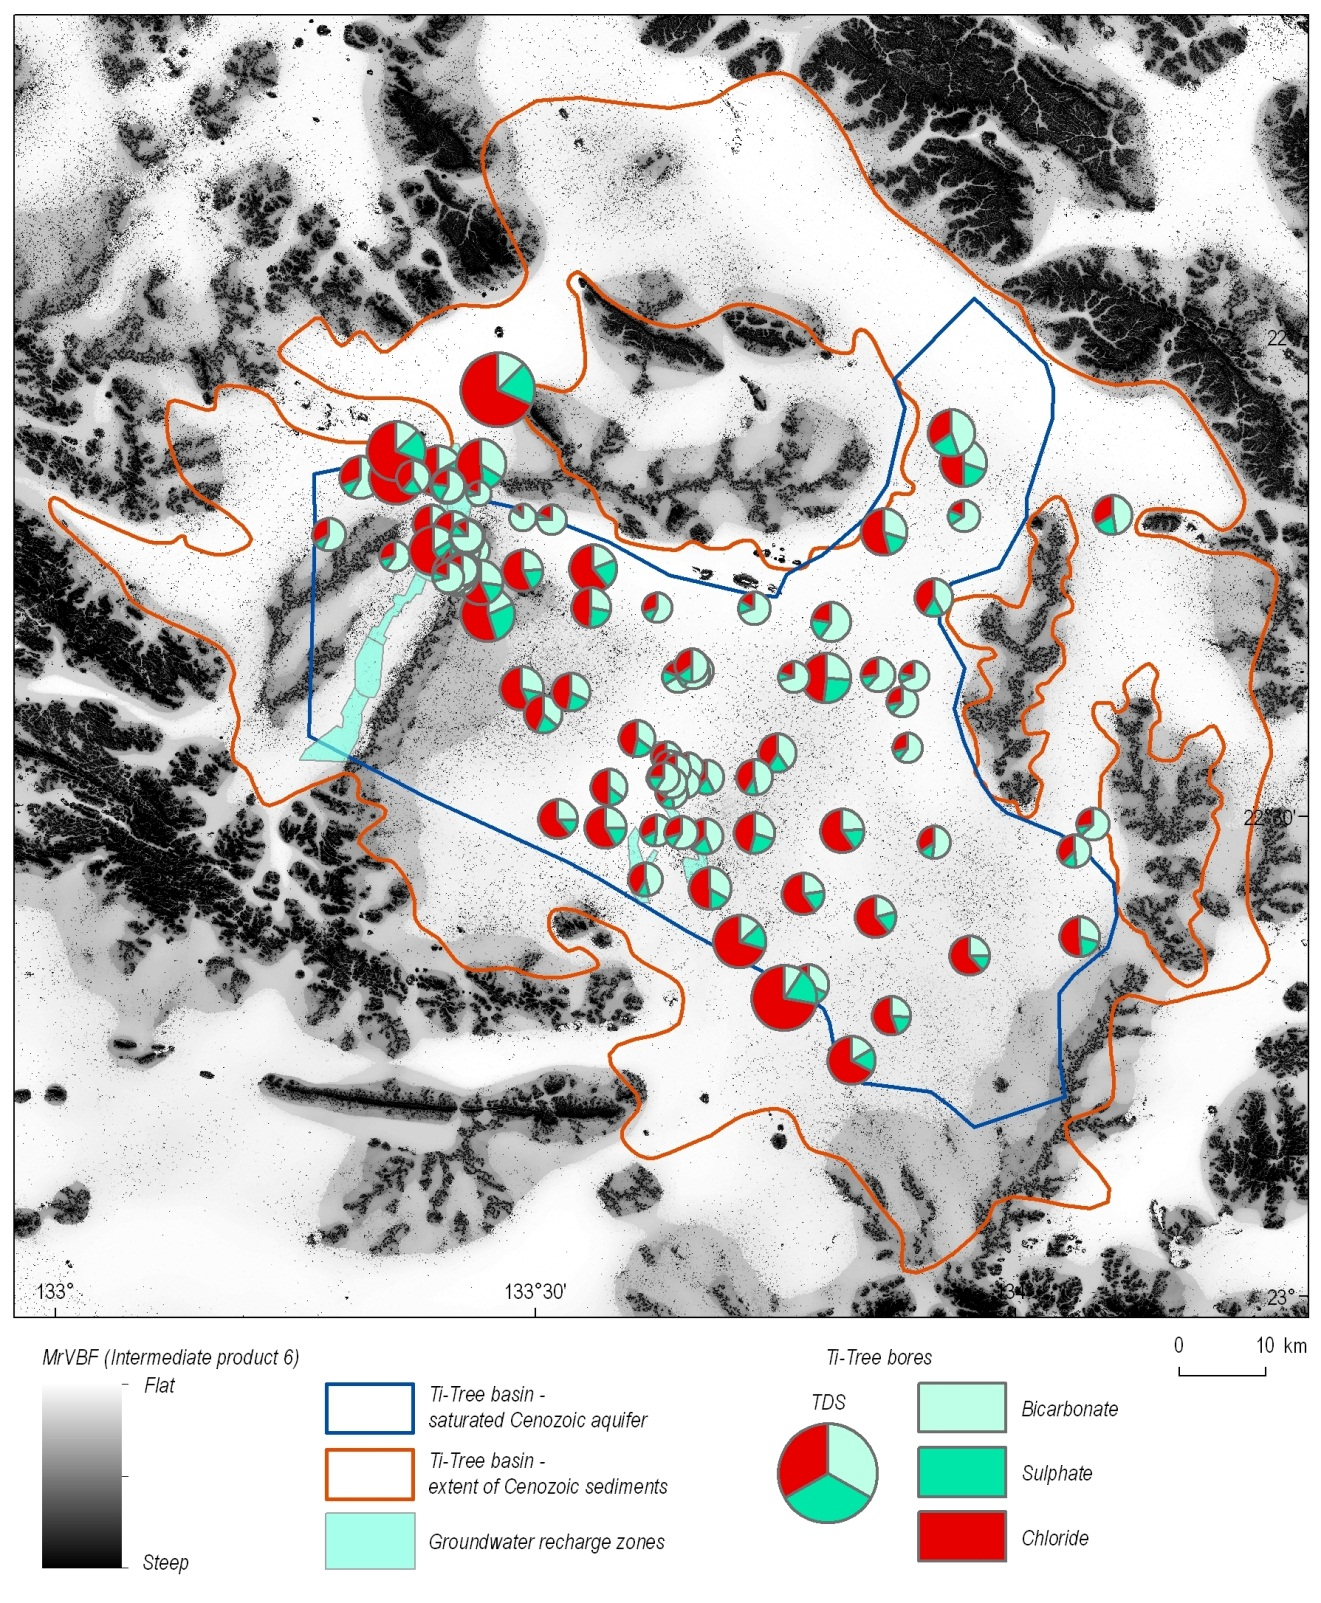 22°
22°30'
133°
133°30'
134°
23°
MrVBF (Intermediate product 6)
Flat
Steep
Ti-Tree basin -
saturated Cenozoic aquifer
Ti-Tree basin -
extent of Cenozoic sediments
Groundwater recharge zones
Ti-Tree bores
TDS
Bicarbonate
Sulphate
Chloride
0 10 km